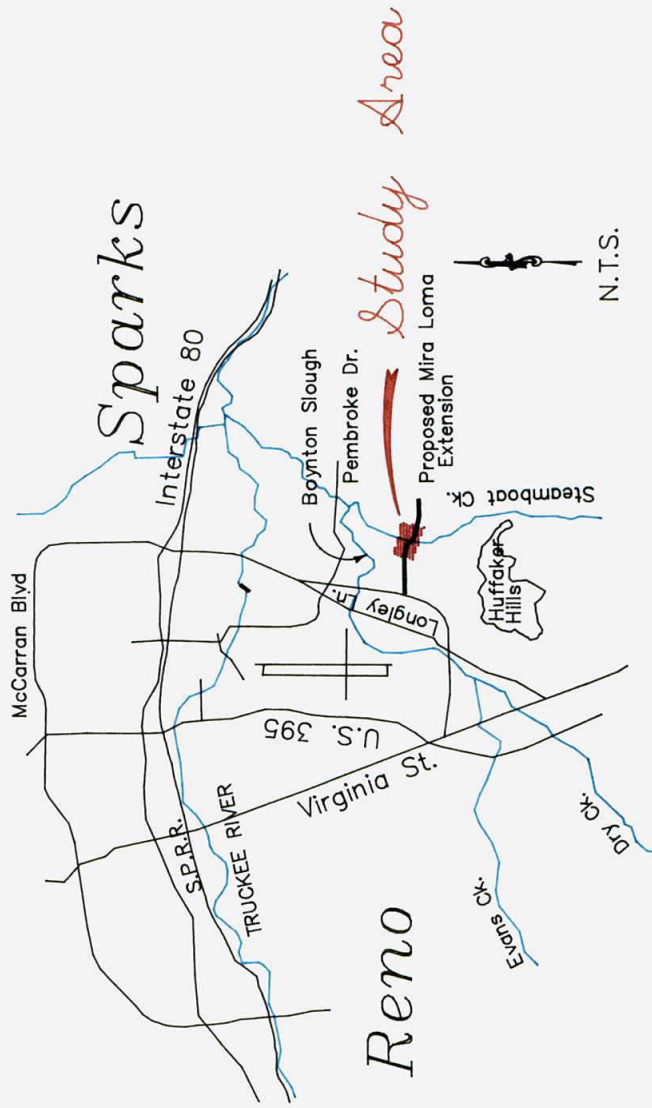 Sparks
McCarran Blvd
Interstate 80
S.P.R.R.
TRUCKEE RIVER
Reno
U.S. 395
Virginia St.
Boynton Slough
Pembroke Dr.
Longley Ln.
Study Area
Proposed Mira Loma
Extension
Steamboat Ck.
Huffaker
Hills
Evans Ck.
Dry Ck.
N.T.S.